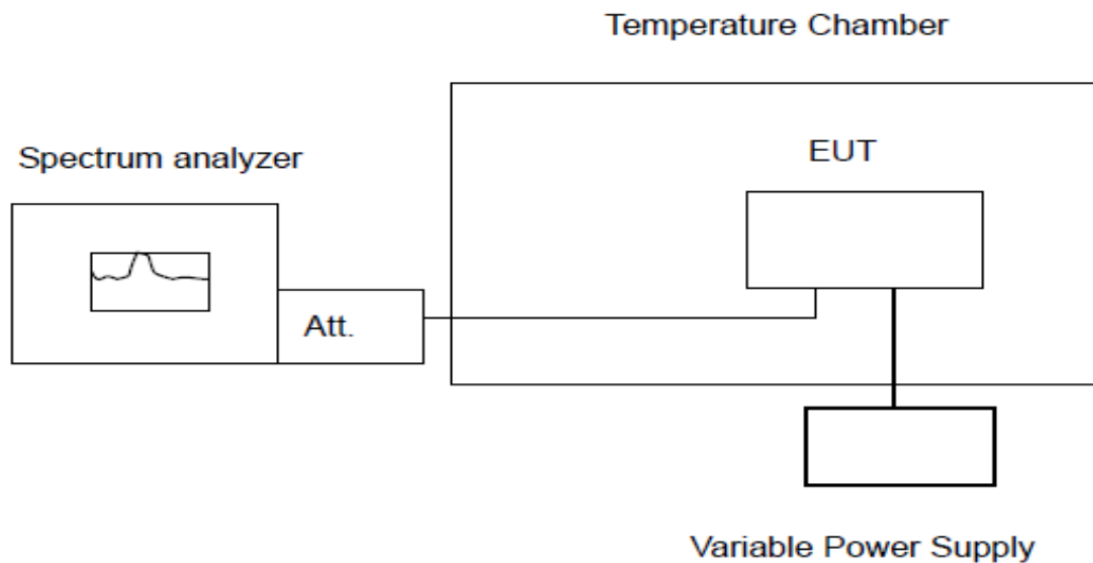 Temperature Chamber
Spectrum analyzer
EUT
Att.
Variable Power Supply